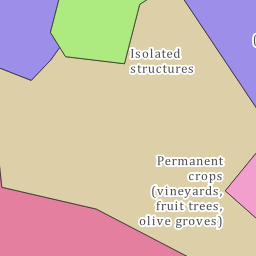 Isolated
structures
(
Permanent
crops
(vineyards,
fruit trees,
olive groves)